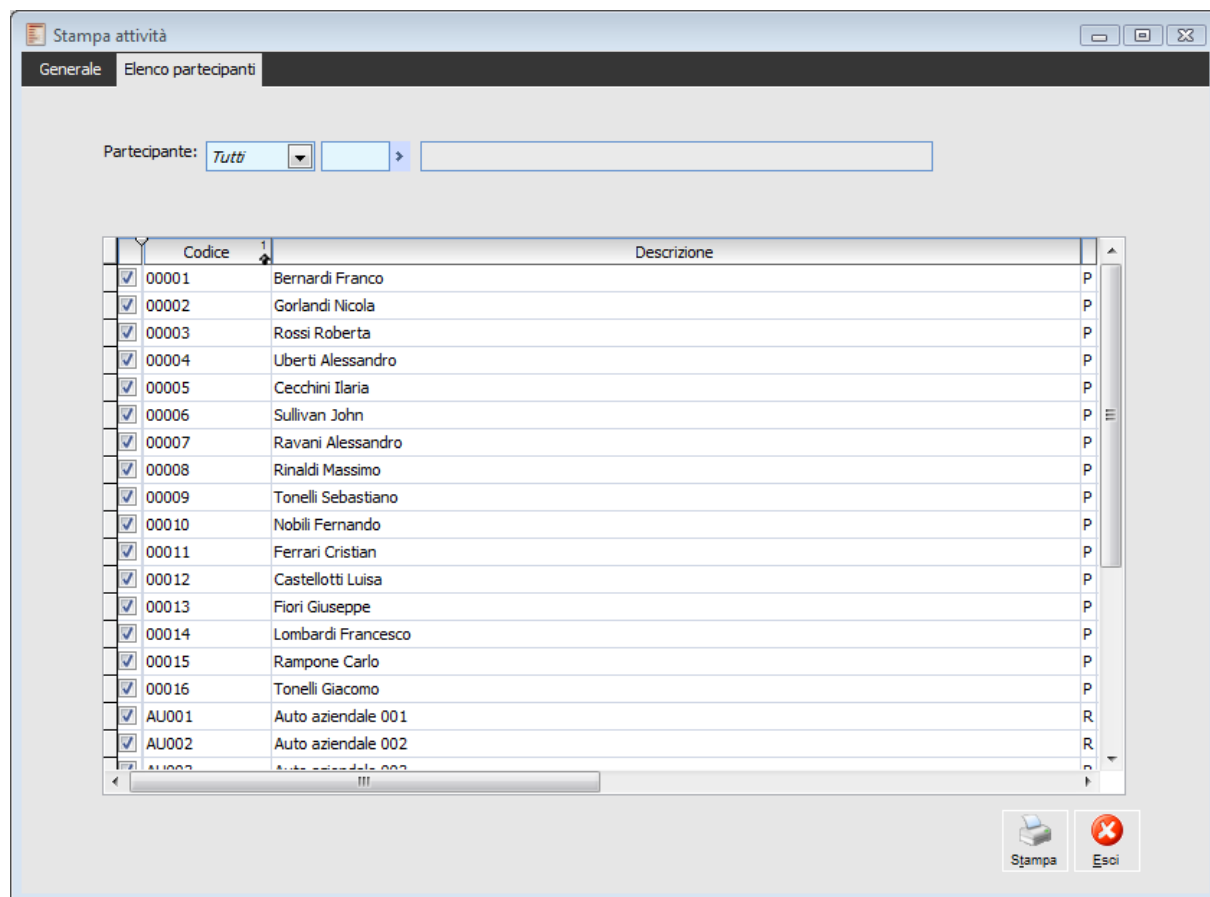 Stampa attività
Generale Elenco partecipanti
Partecipante: Tutti
Codice 1 Descrizione
00001 Bernardi Franco P
00002 Gorlandi Nicola P
00003 Rossi Roberta P
00004 Uberti Alessandro P
00005 Cecchini Ilaria P
00006 Sullivan John P
00007 Ravani Alessandro P
00008 Rinaldi Massimo P
00009 Tonelli Sebastiano P
00010 Nobili Fernando P
00011 Ferrari Cristian P
00012 Castellotti Luisa P
00013 Fiori Giuseppe P
00014 Lombardi Francesco P
00015 Rampone Carlo P
00016 Tonelli Giacomo P
AU001 Auto aziendale 001 R
AU002 Auto aziendale 002 R
Stampa Esci